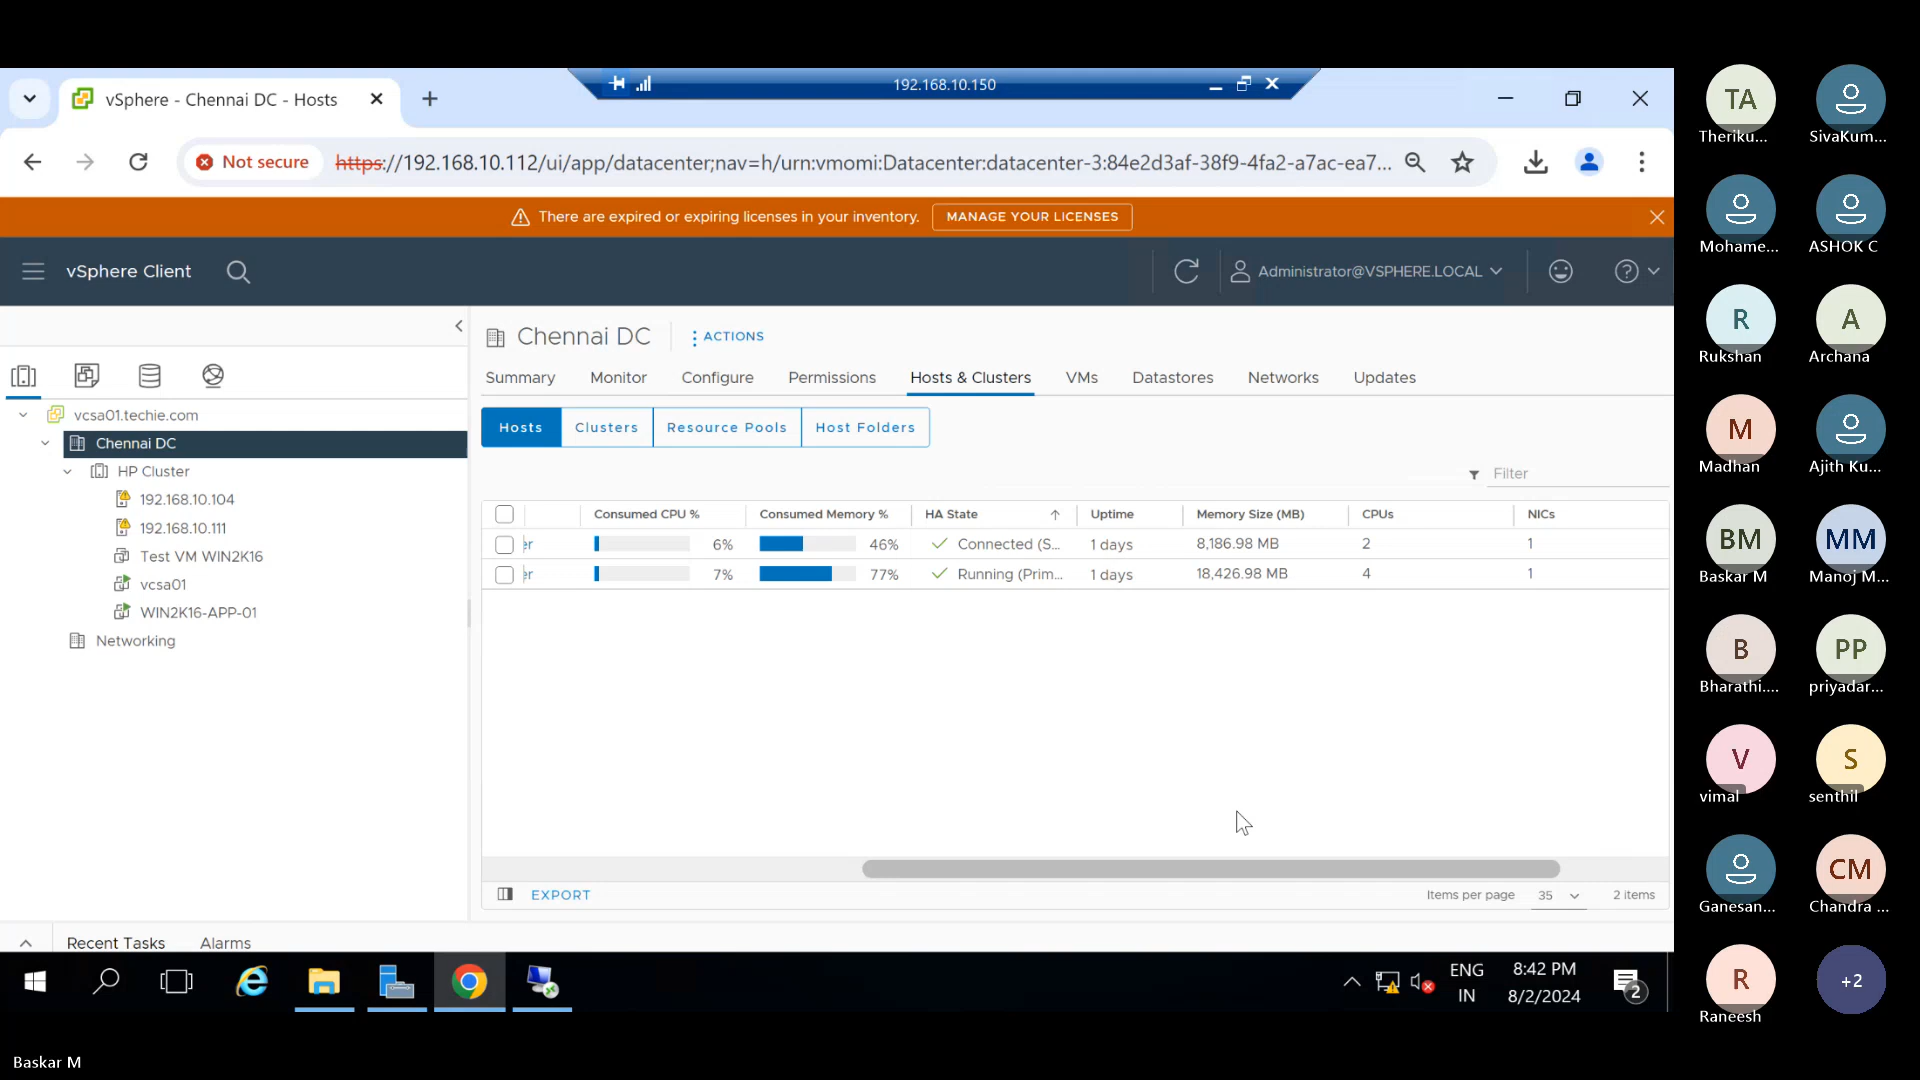 192.168.10.150
vSphere - Chennai DC - Hosts
Not secure https://192.168.10.112/ui/app/datacenter;nav=h/urn:vmomi:Datacenter:datacenter-3:84e2d3af-38f9-4fa2-a7ac-ea7...
There are expired or expiring licenses in your inventory. MANAGE YOUR LICENSES
vSphere Client
Administrator@VSPHERE.LOCAL
Chennai DC
ACTIONS
Summary Monitor Configure Permissions Hosts & Clusters VMs Datastores Networks Updates
vcsa01.techie.com
Chennai DC
HP Cluster
192.168.10.104
192.168.10.111
Test VM WIN2K16
vcsa01
WIN2K16-APP-01
Networking
Hosts Clusters Resource Pools Host Folders
Filter
Consumed CPU % Consumed Memory % HA State Uptime Memory Size (MB) CPUs NICs
er 6% 46% Connected (S... 1 days 8,186.98 MB 2 1
er 7% 77% Running (Prim... 1 days 18,426.98 MB 4 1
EXPORT
Items per page 35 2 items
Recent Tasks Alarms
ENG
IN
8:42 PM
8/2/2024
2
TA
Theriku...
SivaKum...
Mohame...
ASHOK C
R
Rukshan
A
Archana
M
Madhan
Ajith Ku...
BM
Baskar M
MM
Manoj M...
B
Bharathi....
PP
priyadar...
V
vimal
S
senthil
Ganesan...
CM
Chandra ...
R
Raneesh
+2
Baskar M